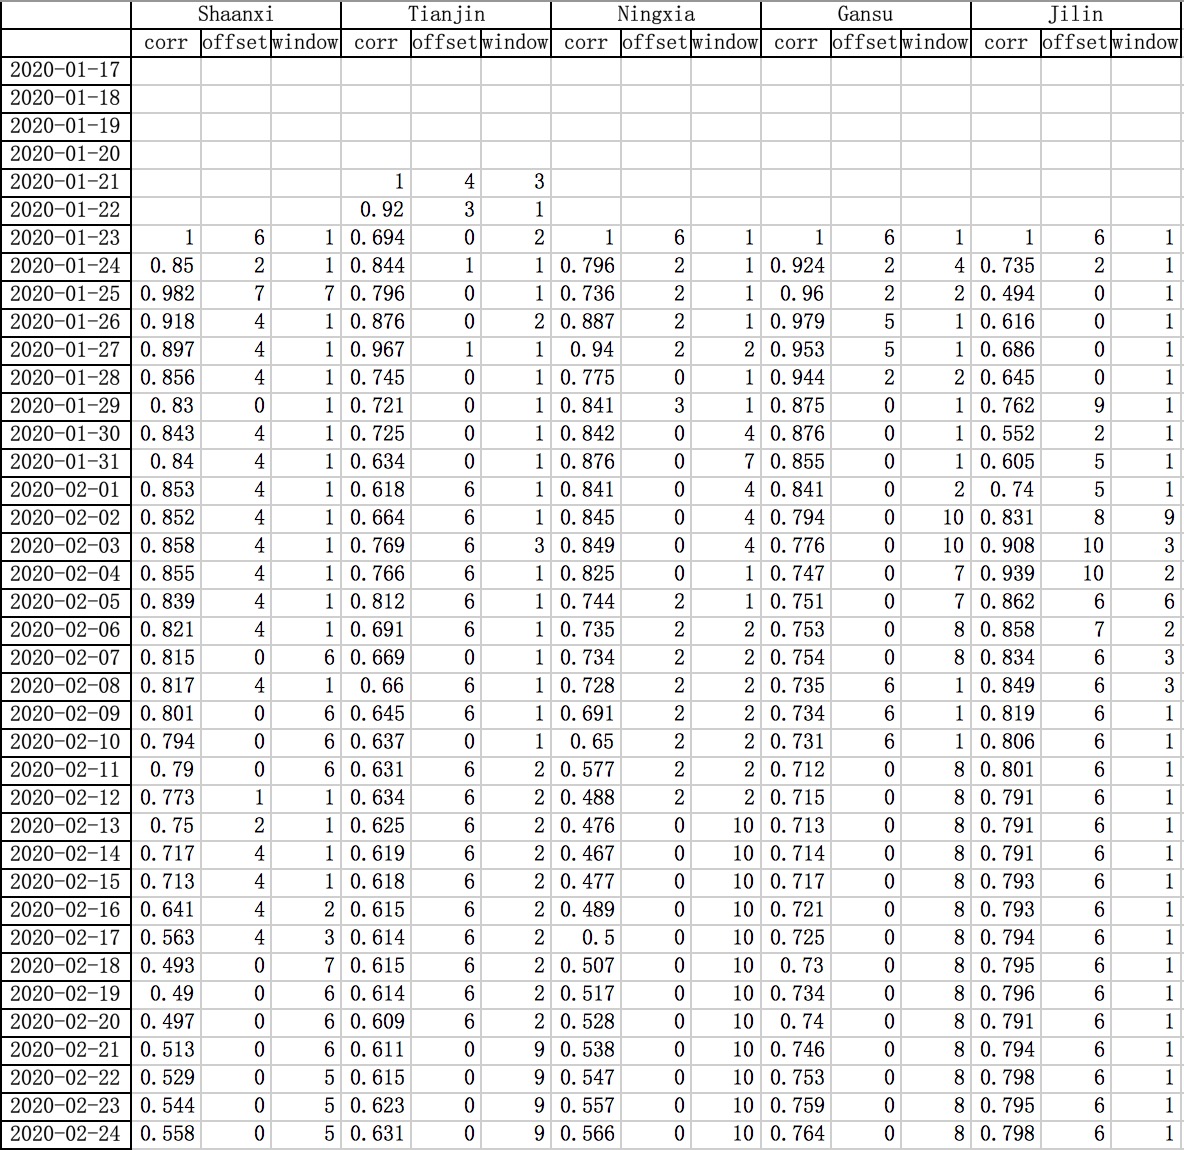 Shaanxi Tianjin Ningxia Gansu Jilin
corr offset window corr offset window corr offset window corr offset window corr offset window
2020-01-17
2020-01-18
2020-01-19
2020-01-20
2020-01-21 1 4 3
2020-01-22 0.92 3 1
2020-01-23 1 6 1 0.694 0 2 1 6 1 1 6 1 1 6 1
2020-01-24 0.85 2 1 0.844 1 1 0.796 2 1 0.924 2 4 0.735 2 1
2020-01-25 0.982 7 7 0.796 0 1 0.736 2 1 0.96 2 2 0.494 0 1
2020-01-26 0.918 4 1 0.876 0 2 0.887 2 1 0.979 5 1 0.616 0 1
2020-01-27 0.897 4 1 0.967 1 1 0.94 2 2 0.953 5 1 0.686 0 1
2020-01-28 0.856 4 1 0.745 0 1 0.775 0 1 0.944 2 2 0.645 0 1
2020-01-29 0.83 0 1 0.721 0 1 0.841 3 1 0.875 0 1 0.762 9 1
2020-01-30 0.843 4 1 0.725 0 1 0.842 0 4 0.876 0 1 0.552 2 1
2020-01-31 0.84 4 1 0.634 0 1 0.876 0 7 0.855 0 1 0.605 5 1
2020-02-01 0.853 4 1 0.618 6 1 0.841 0 4 0.841 0 2 0.74 5 1
2020-02-02 0.852 4 1 0.664 6 1 0.845 0 4 0.794 0 10 0.831 8 9
2020-02-03 0.858 4 1 0.769 6 3 0.849 0 4 0.776 0 10 0.908 10 3
2020-02-04 0.855 4 1 0.766 6 1 0.825 0 1 0.747 0 7 0.939 10 2
2020-02-05 0.839 4 1 0.812 6 1 0.744 2 1 0.751 0 7 0.862 6 6
2020-02-06 0.821 4 1 0.691 6 1 0.735 2 2 0.753 0 8 0.858 7 2
2020-02-07 0.815 0 6 0.669 0 1 0.734 2 2 0.754 0 8 0.834 6 3
2020-02-08 0.817 4 1 0.66 6 1 0.728 2 2 0.735 6 1 0.849 6 3
2020-02-09 0.801 0 6 0.645 6 1 0.691 2 2 0.734 6 1 0.819 6 1
2020-02-10 0.794 0 6 0.637 0 1 0.65 2 2 0.731 6 1 0.806 6 1
2020-02-11 0.79 0 6 0.631 6 2 0.577 2 2 0.712 0 8 0.801 6 1
2020-02-12 0.773 1 1 0.634 6 2 0.488 2 2 0.715 0 8 0.791 6 1
2020-02-13 0.75 2 1 0.625 6 2 0.476 0 10 0.713 0 8 0.791 6 1
2020-02-14 0.717 4 1 0.619 6 2 0.467 0 10 0.714 0 8 0.791 6 1
2020-02-15 0.713 4 1 0.618 6 2 0.477 0 10 0.717 0 8 0.793 6 1
2020-02-16 0.641 4 2 0.615 6 2 0.489 0 10 0.721 0 8 0.793 6 1
2020-02-17 0.563 4 3 0.614 6 2 0.5 0 10 0.725 0 8 0.794 6 1
2020-02-18 0.493 0 7 0.615 6 2 0.507 0 10 0.73 0 8 0.795 6 1
2020-02-19 0.49 0 6 0.614 6 2 0.517 0 10 0.734 0 8 0.796 6 1
2020-02-20 0.497 0 6 0.609 6 2 0.528 0 10 0.74 0 8 0.791 6 1
2020-02-21 0.513 0 6 0.611 0 9 0.538 0 10 0.746 0 8 0.794 6 1
2020-02-22 0.529 0 5 0.615 0 9 0.547 0 10 0.753 0 8 0.798 6 1
2020-02-23 0.544 0 5 0.623 0 9 0.557 0 10 0.759 0 8 0.795 6 1
2020-02-24 0.558 0 5 0.631 0 9 0.566 0 10 0.764 0 8 0.798 6 1